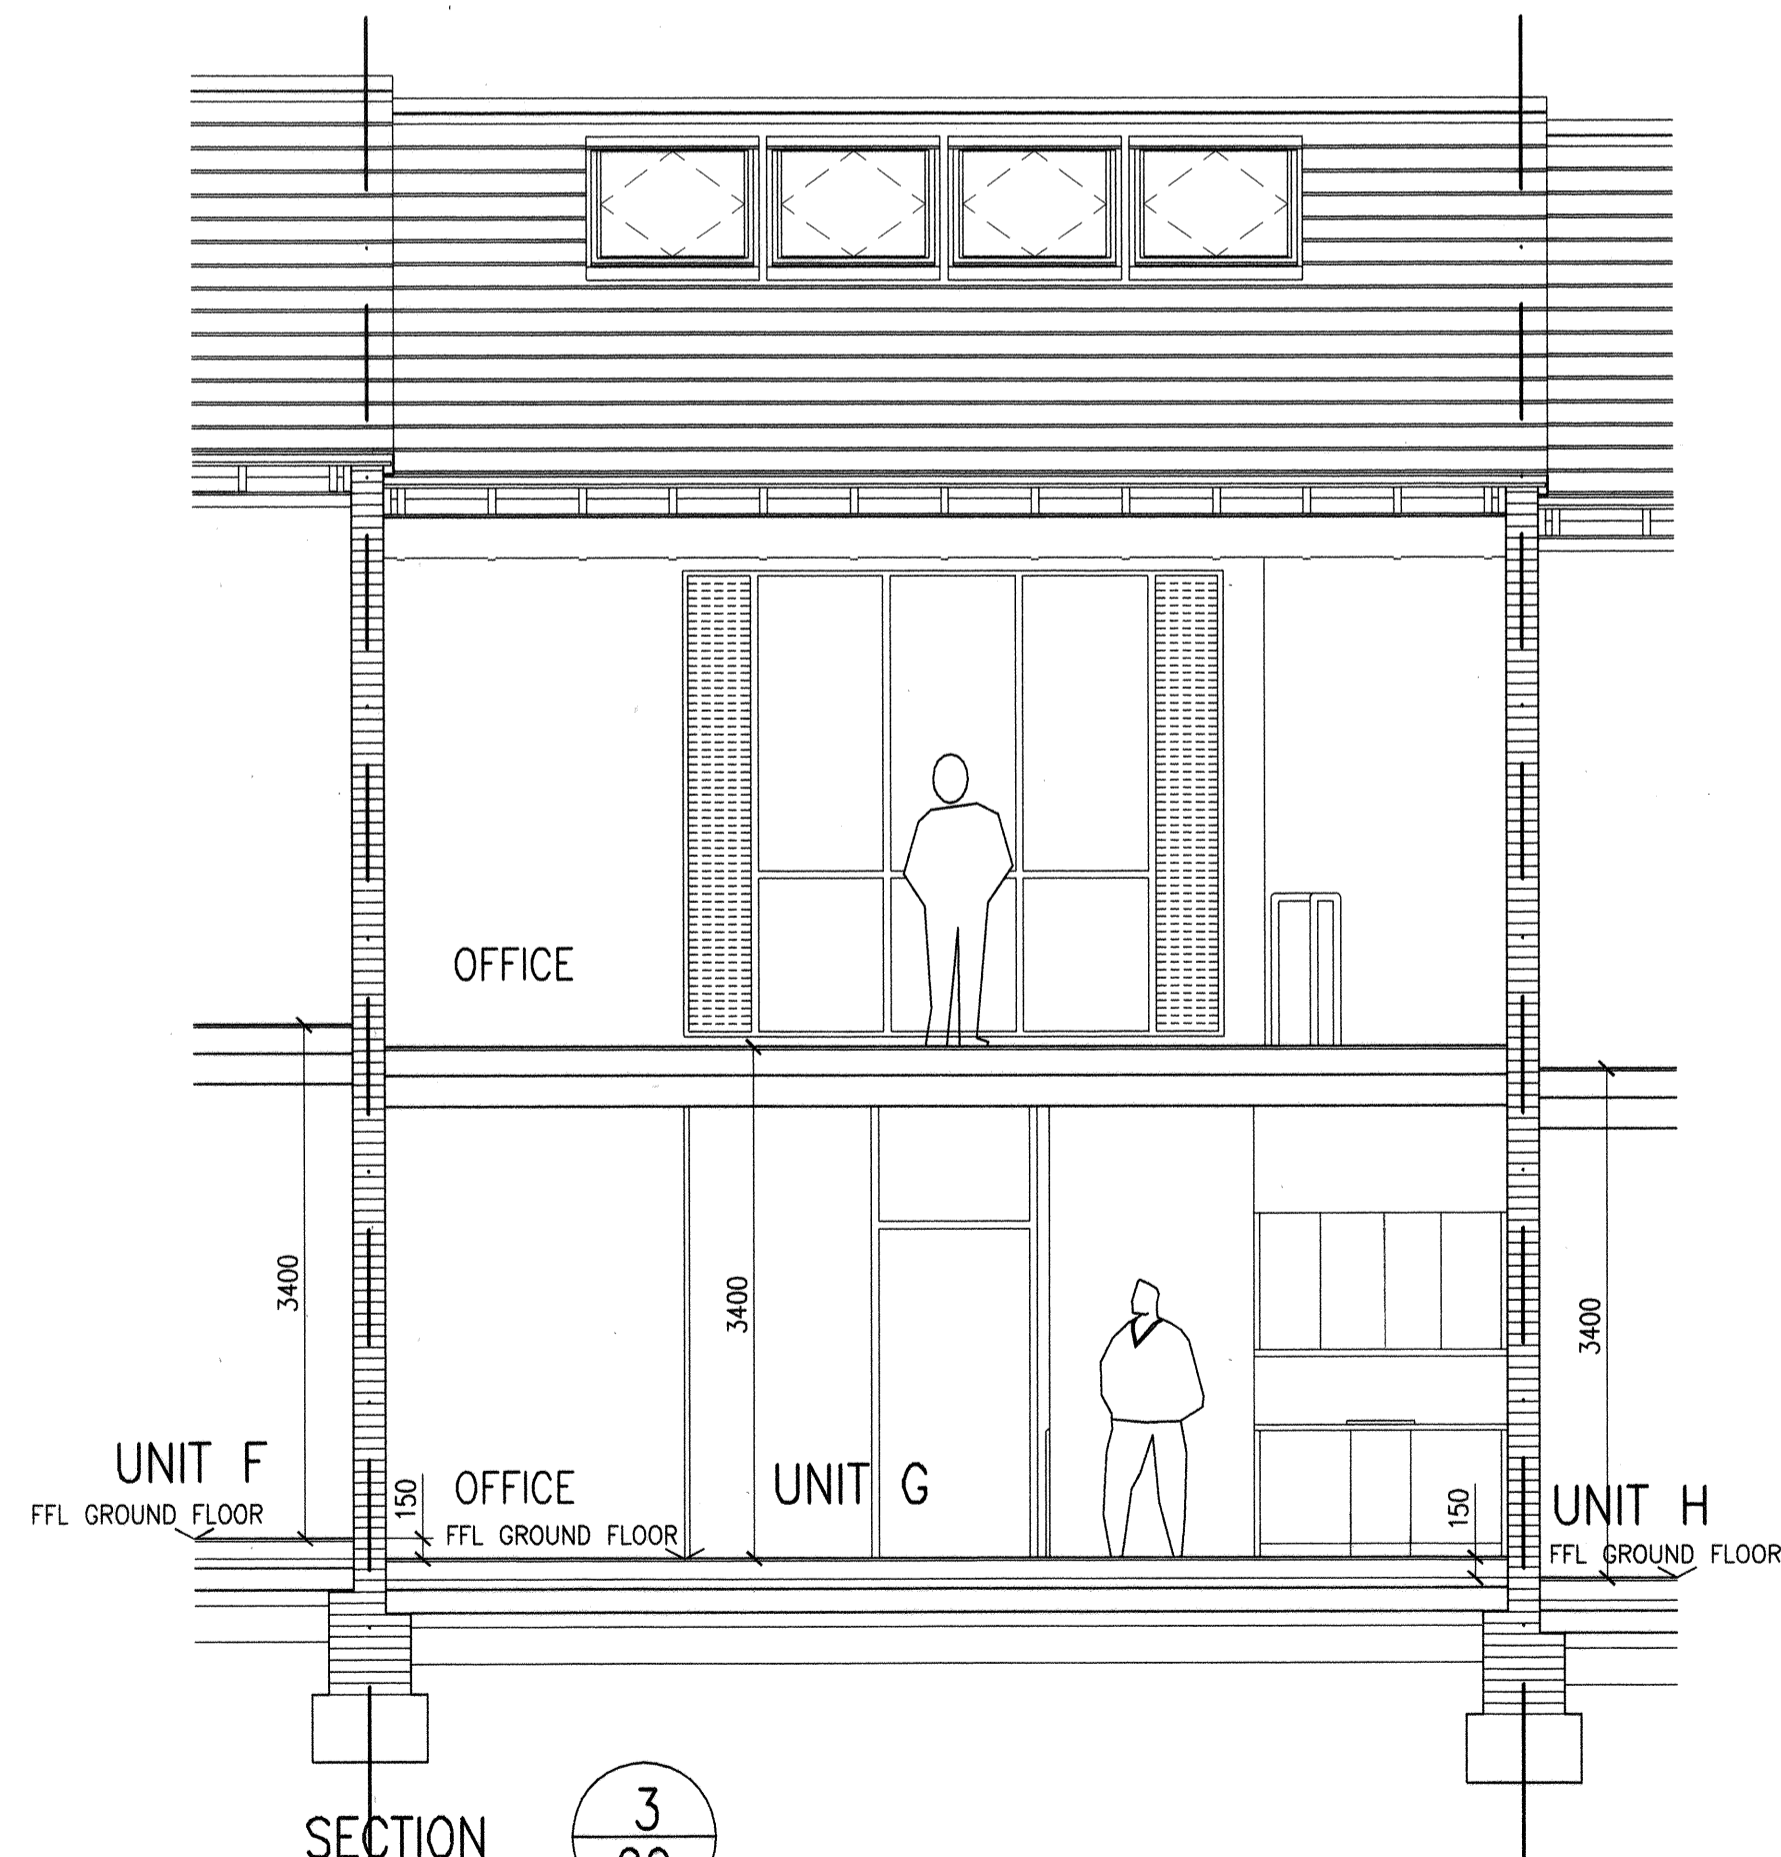 OFFICE
3400
3400
3400
UNIT F
FFL GROUND FLOOR
150
OFFICE
FFL GROUND FLOOR
UNIT G
150
UNIT H
FFL GROUND FLOOR
SECTION
3